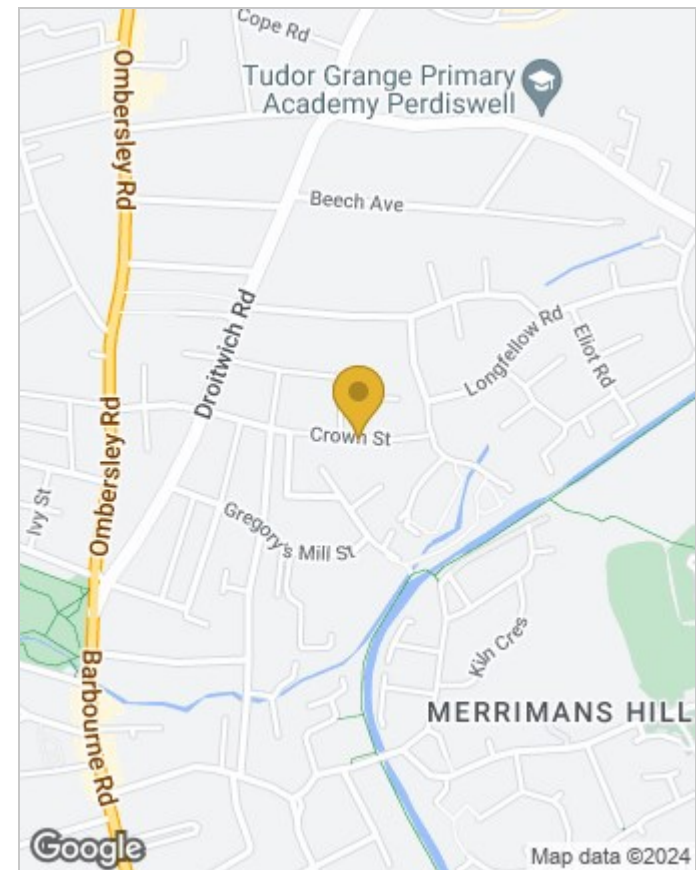 Cope Rd
Ombersley Rd
Tudor Grange Primary
Academy Perdiswell
Beech Ave
Droitwich Rd
Longfellow Rd
Eliot Rd
Crown St
Ivy St
Ombersley Rd
Gregory's Mill St
Kiln Cres
Barbourne Rd
MERRIMANS HILL
Google
Map data ©2024